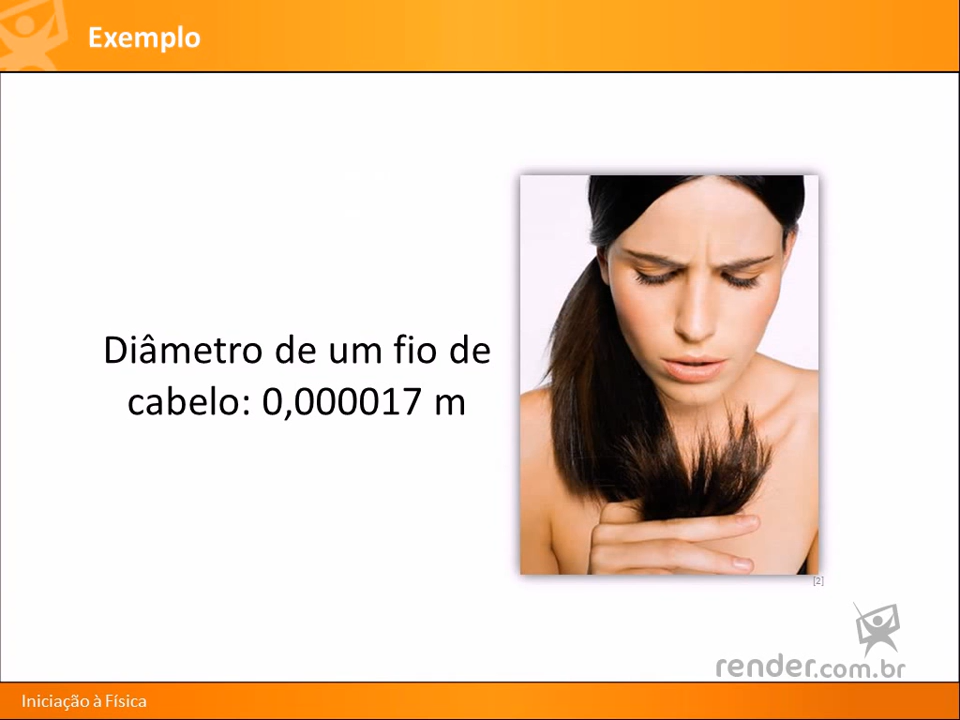 Exemplo
Diâmetro de um fio de
cabelo: 0,000017 m
[2]
render.com.br
Iniciação à Física